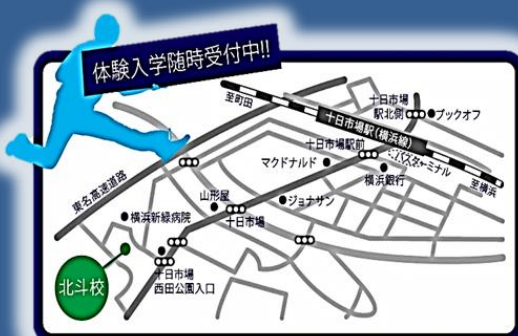 体験入学随時受付中!!
至町田
十日市場駅(横浜線)
十日市場
駅北側
ブックオフ
十日市場駅前
バスターミナル
マクドナルド
横浜銀行
至横浜
東名高速道路
山形屋
ジョナサン
横浜新緑病院
十日市場
北斗校
十日市場
西田公園入口